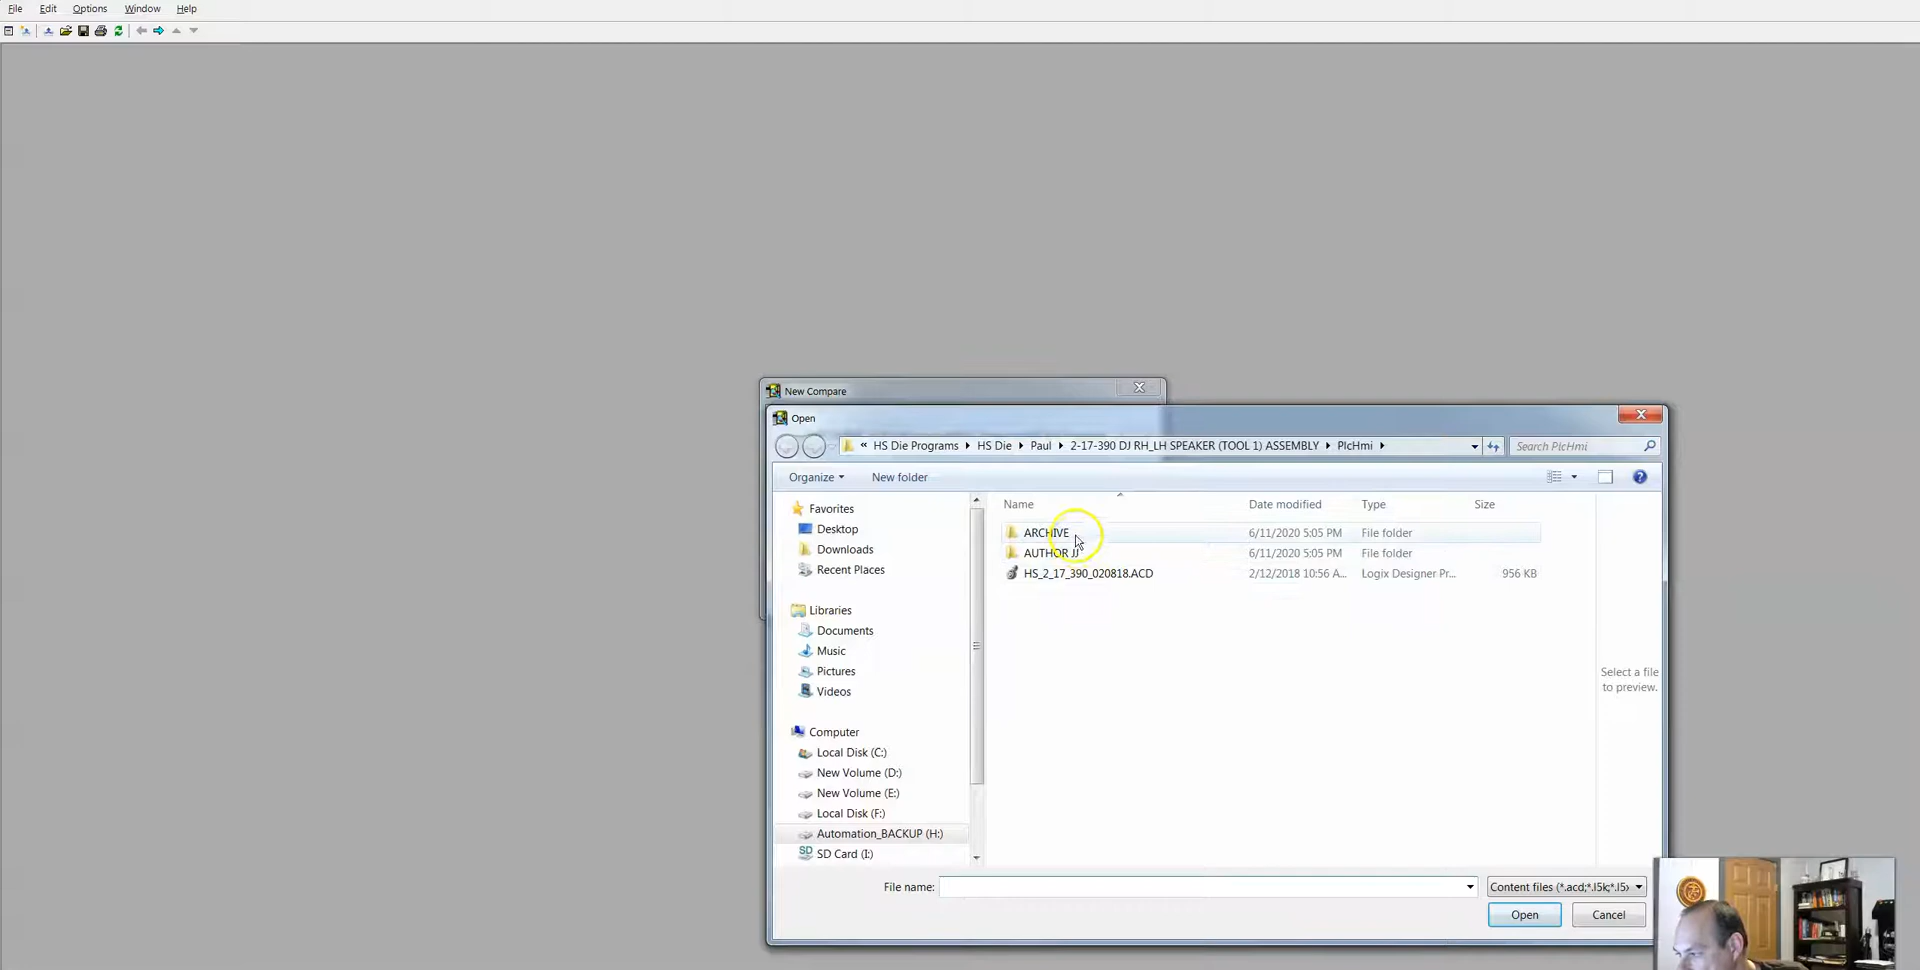 File Edit Options Window Help
New Compare
Open
« HS Die Programs HS Die Paul 2-17-390 DJ RH_LH SPEAKER (TOOL 1) ASSEMBLY PlcHmi
Search PlcHmi
Organize New folder
Favorites
Desktop
Downloads
Recent Places
Libraries
Documents
Music
Pictures
Videos
Computer
Local Disk (C:)
New Volume (D:)
New Volume (E:)
Local Disk (F:)
Automation_BACKUP (H:)
SD Card (I:)
Name Date modified Type Size
ARCHIVE 6/11/2020 5:05 PM File folder
AUTHOR JJ 6/11/2020 5:05 PM File folder
HS_2_17_390_020818.ACD 2/12/2018 10:56 A... Logix Designer Pr... 956 KB
Select a file
to preview.
File name:
Content files (*.acd;*.l5k;*.l5x
Open Cancel